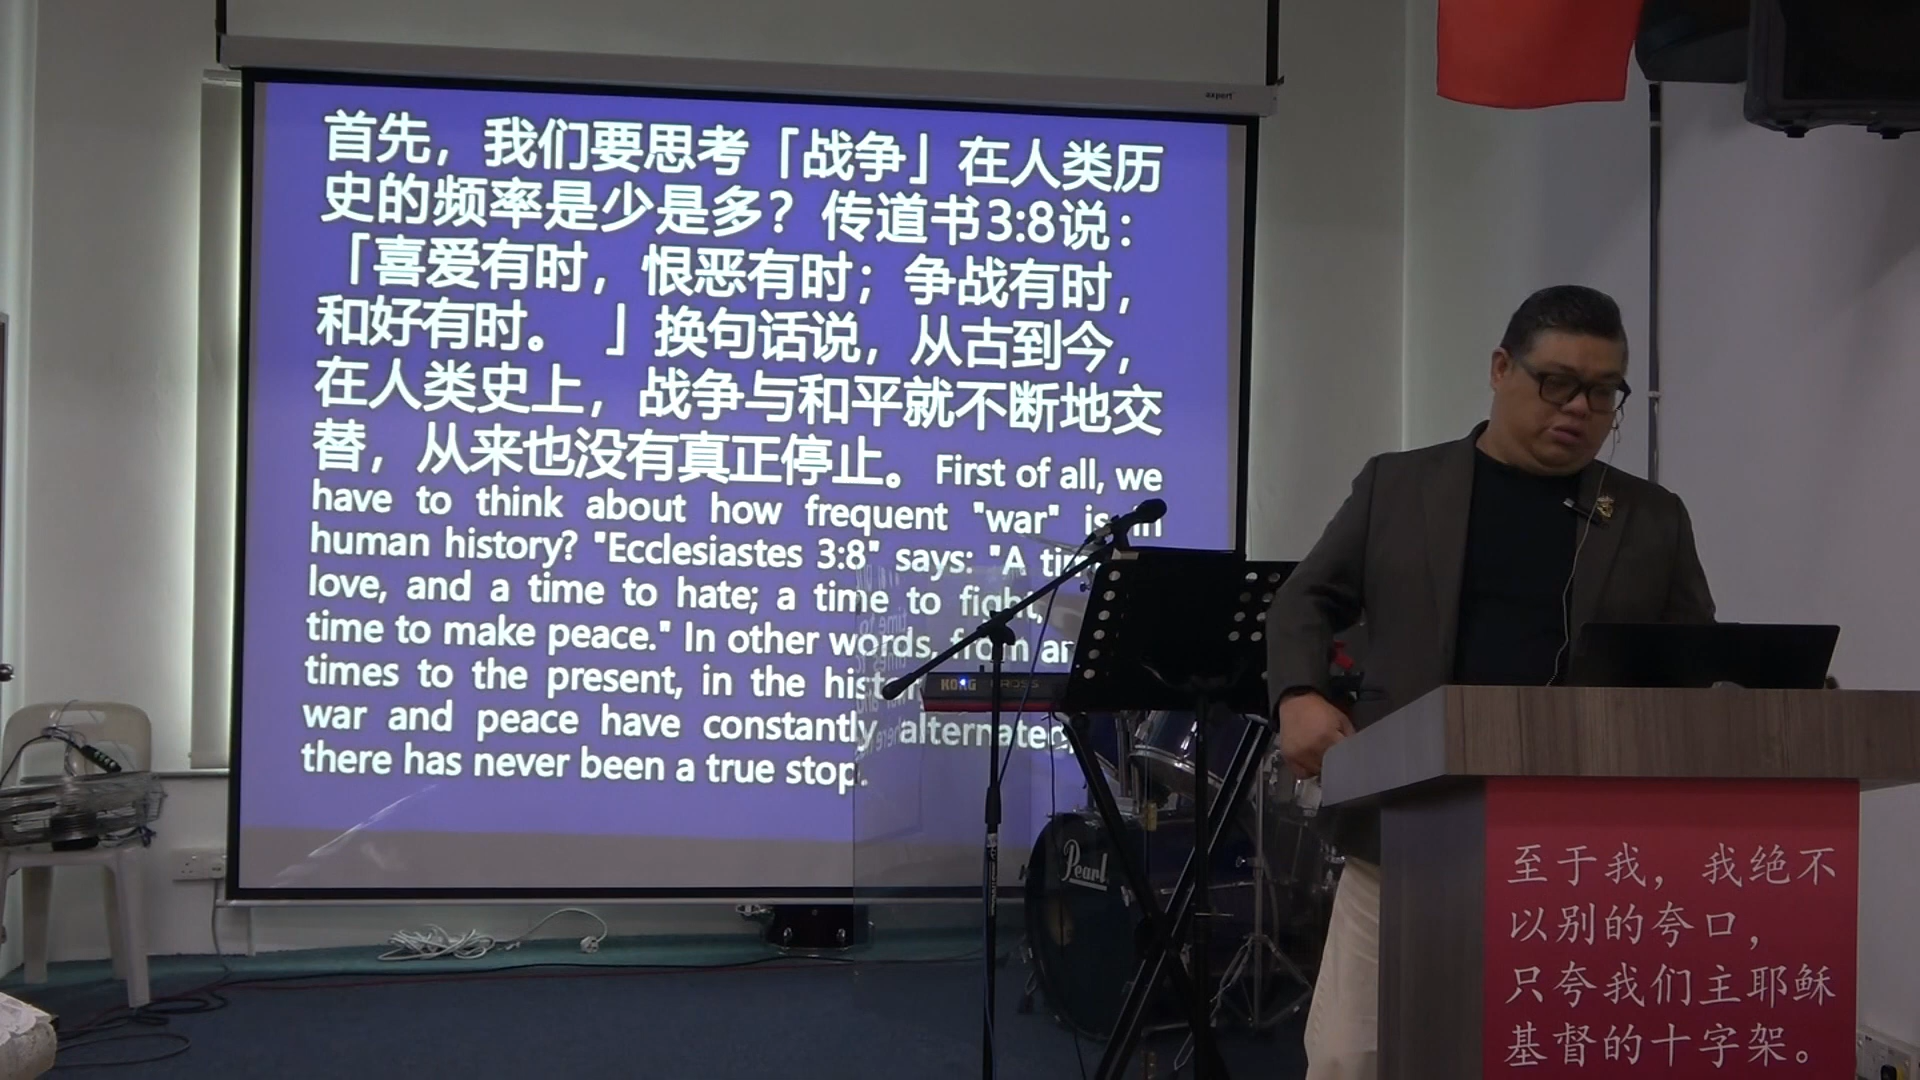 expert
首先，我们要思考「战争」在人类历
史的频率是少是多？传道书3:8说：
「喜爱有时，恨恶有时；争战有时，
和好有时。 」换句话说，从古到今，
在人类史上，战争与和平就不断地交
替，从来也没有真正停止。First of all, we
have to think about how frequent "war" is in
human history? "Ecclesiastes 3:8" says: "A
love, and a time to hate; a time to fight,
time to make peace." In other words, from
times to the present, in the
war and peace have constantly alternated
there has never been a true stop.
KORG KROSS
Pearl
至于我，我绝不
以别的夸口，
只夸我们主耶稣
基督的十字架。